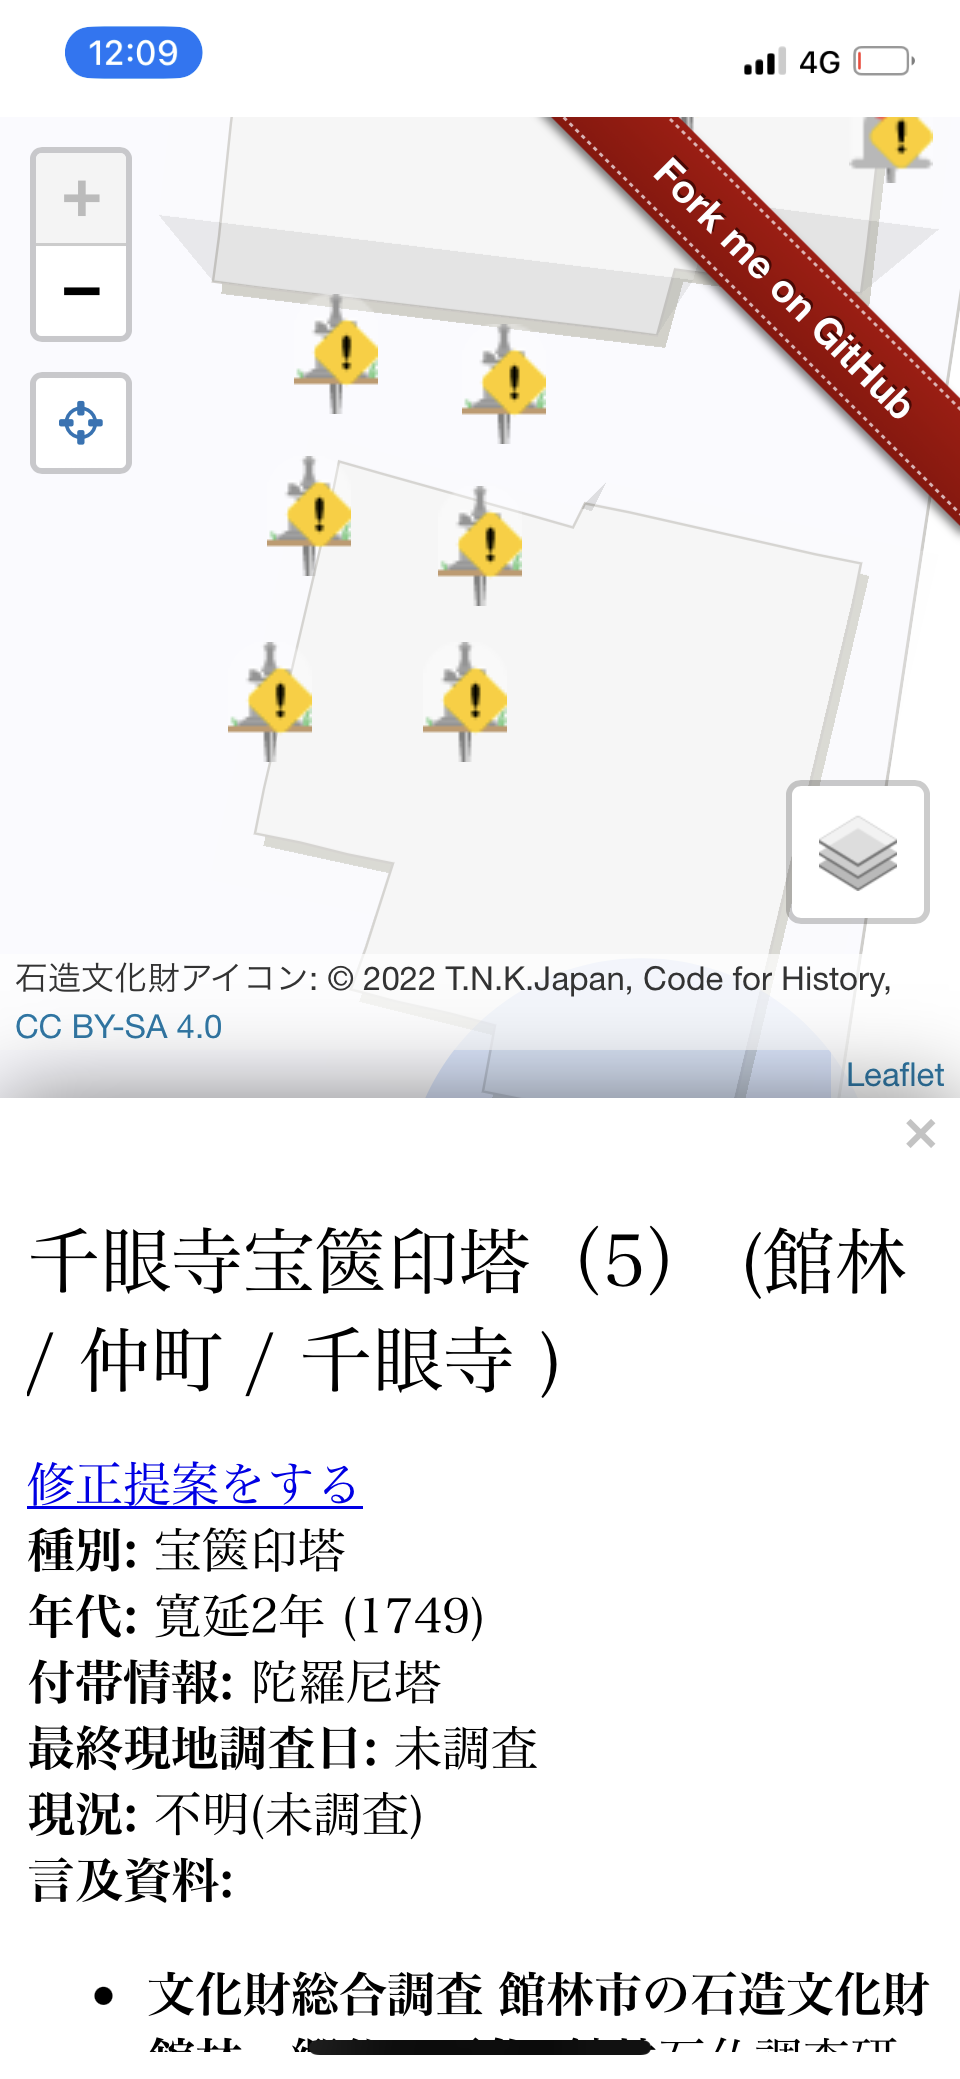 12:09
4G
Fork me on GitHub
石造文化財アイコン: © 2022 T.N.K.Japan, Code for History,
CC BY-SA 4.0
Leaflet
千眼寺宝篋印塔（5） (館林
/ 仲町 / 千眼寺 )
修正提案をする
種別: 宝篋印塔
年代: 寛延2年 (1749)
付帯情報: 陀羅尼塔
最終現地調査日: 未調査
現況: 不明(未調査)
言及資料:
• 文化財総合調査 館林市の石造文化財